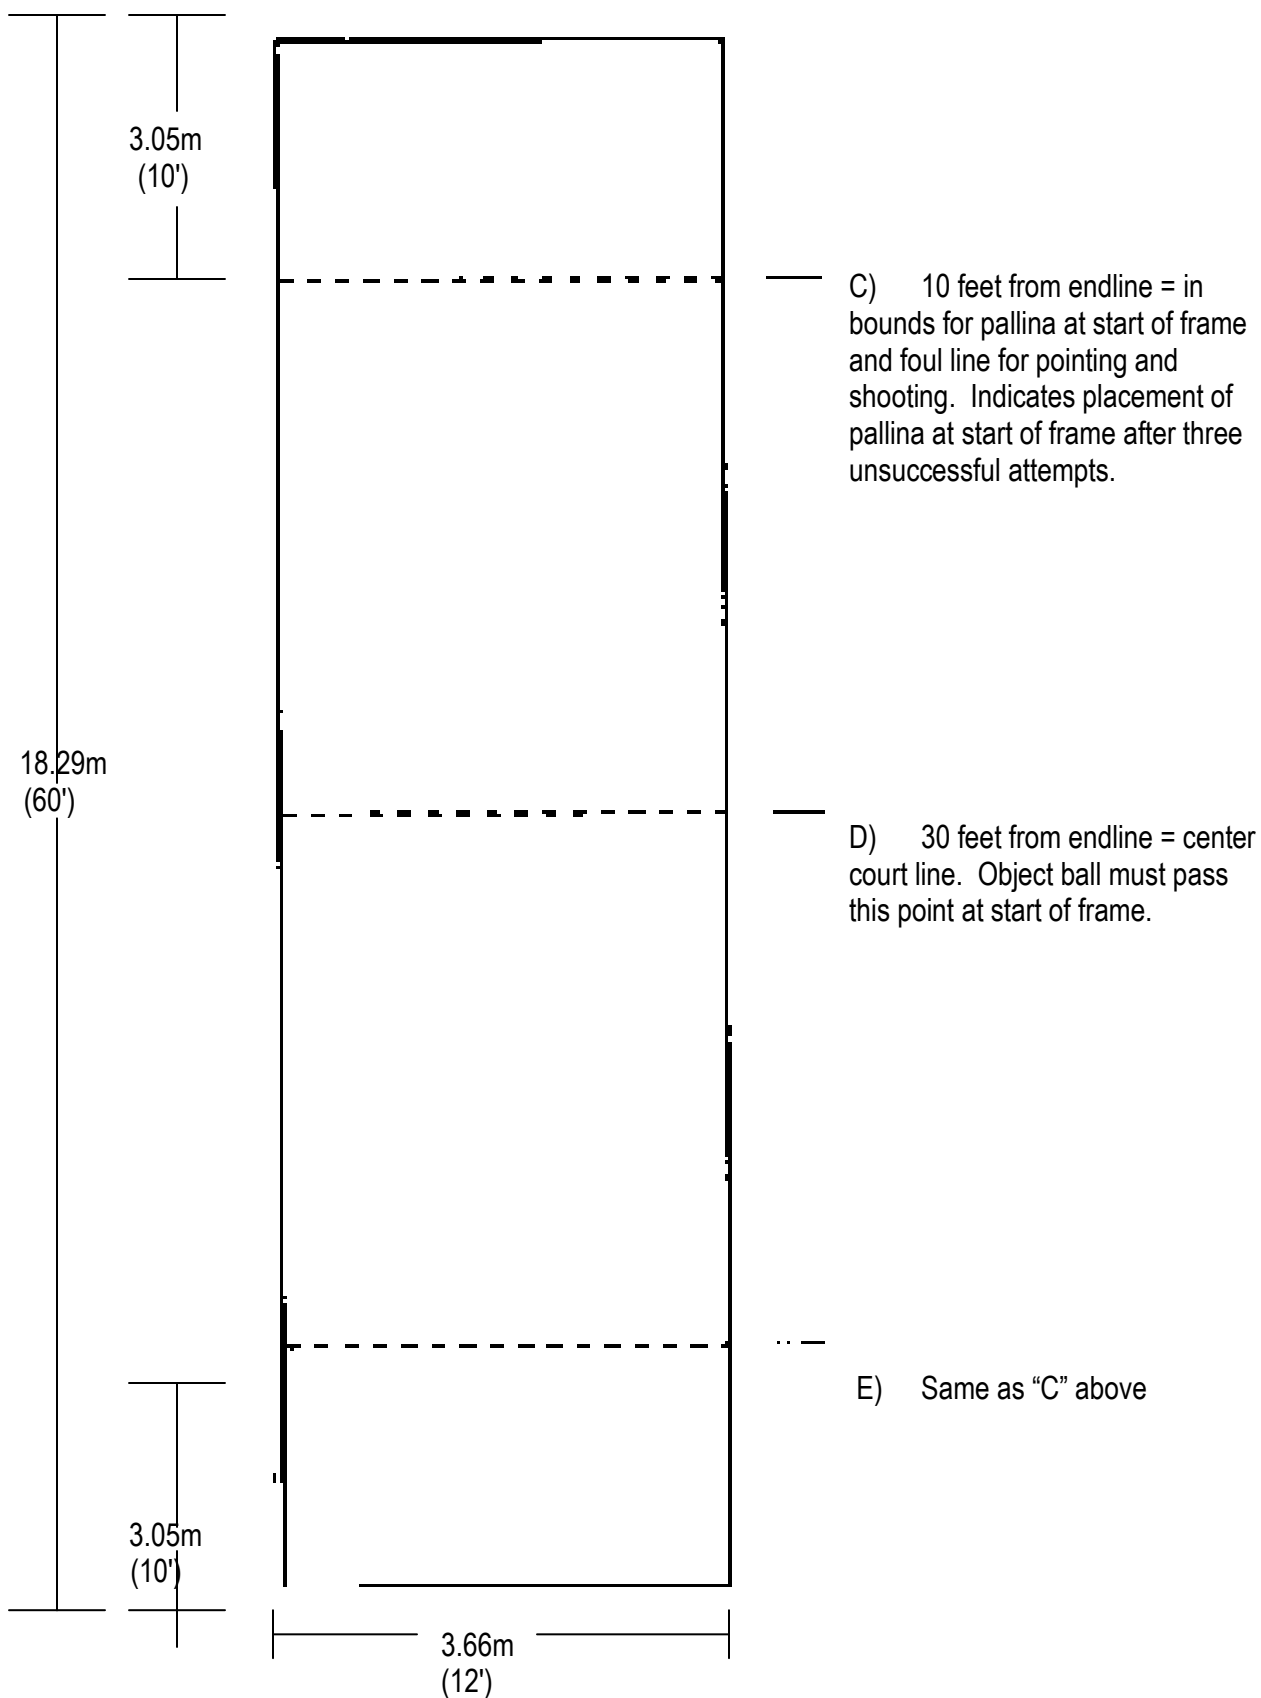 3.05m
(10')
C) 10 feet from endline = in
bounds for pallina at start of frame
and foul line for pointing and
shooting. Indicates placement of
pallina at start of frame after three
unsuccessful attempts.
18.29m
(60')
D) 30 feet from endline = center
court line. Object ball must pass
this point at start of frame.
E) Same as “C” above
3.05m
(10')
3.66m
(12')